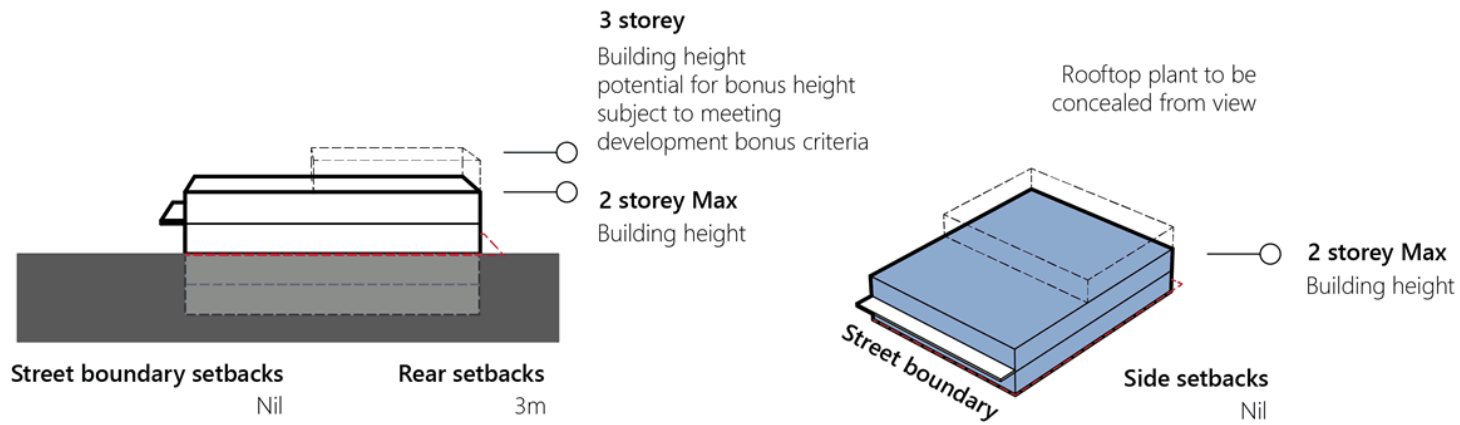 3 storey
Building height
potential for bonus height
subject to meeting
development bonus criteria
2 storey Max
Building height
Street boundary setbacks
Nil
Rear setbacks
3m
Rooftop plant to be
concealed from view
2 storey Max
Building height
Street boundary
Side setbacks
Nil